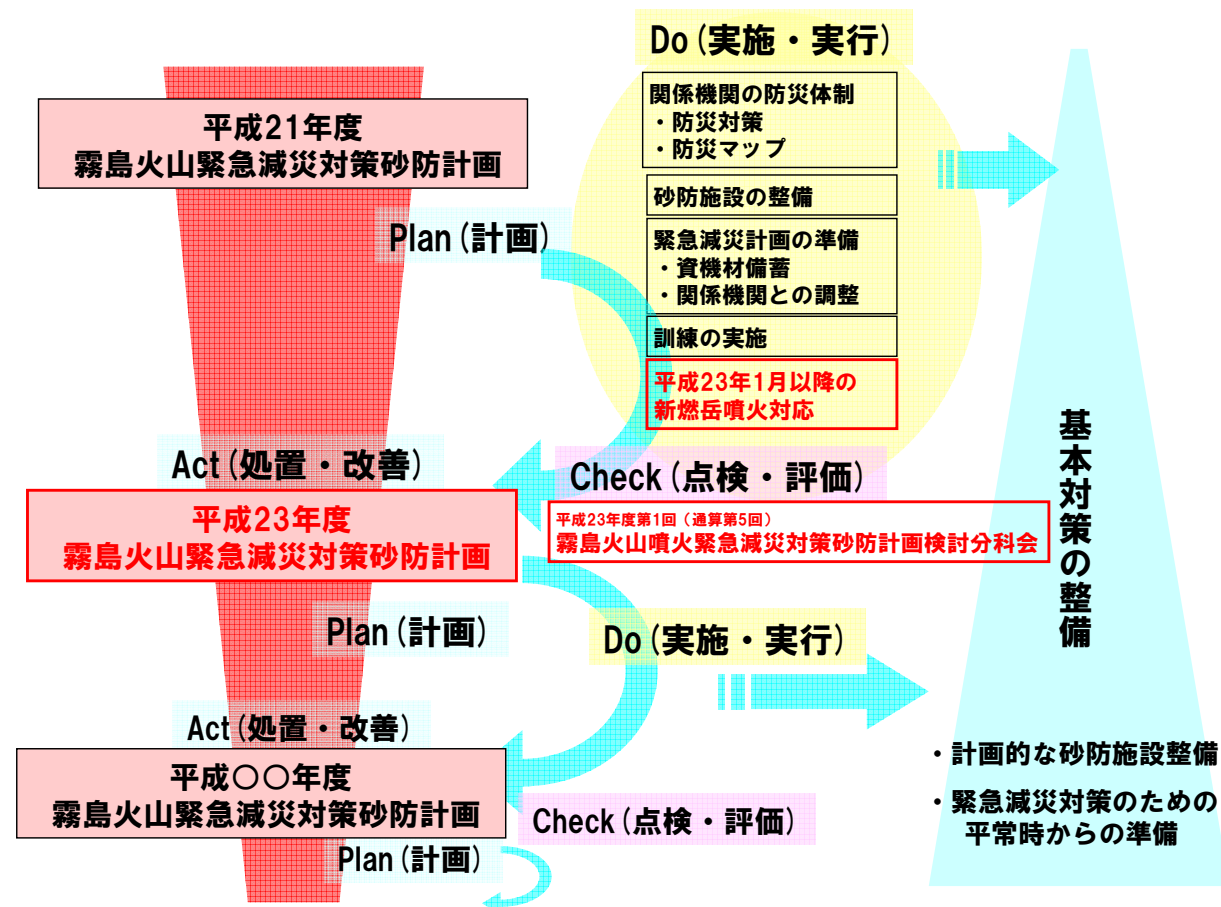 Do(実施・実行)
関係機関の防災体制
・防災対策
・防災マップ
平成21年度
霧島火山緊急減災対策砂防計画
砂防施設の整備
Plan(計画)
緊急減災計画の準備
・資機材備蓄
・関係機関との調整
訓練の実施
平成23年1月以降の
新燃岳噴火対応
Act(処置・改善)
Check(点検・評価)
平成23年度
霧島火山緊急減災対策砂防計画
平成23年度第1回(通算第5回)
霧島火山噴火緊急減災対策砂防計画検討分科会
基本対策の整備
Plan(計画)
Do(実施・実行)
Act(処置・改善)
平成○○年度
霧島火山緊急減災対策砂防計画
・計画的な砂防施設整備
・緊急減災対策のための
平常時からの準備
Check(点検・評価)
Plan(計画)